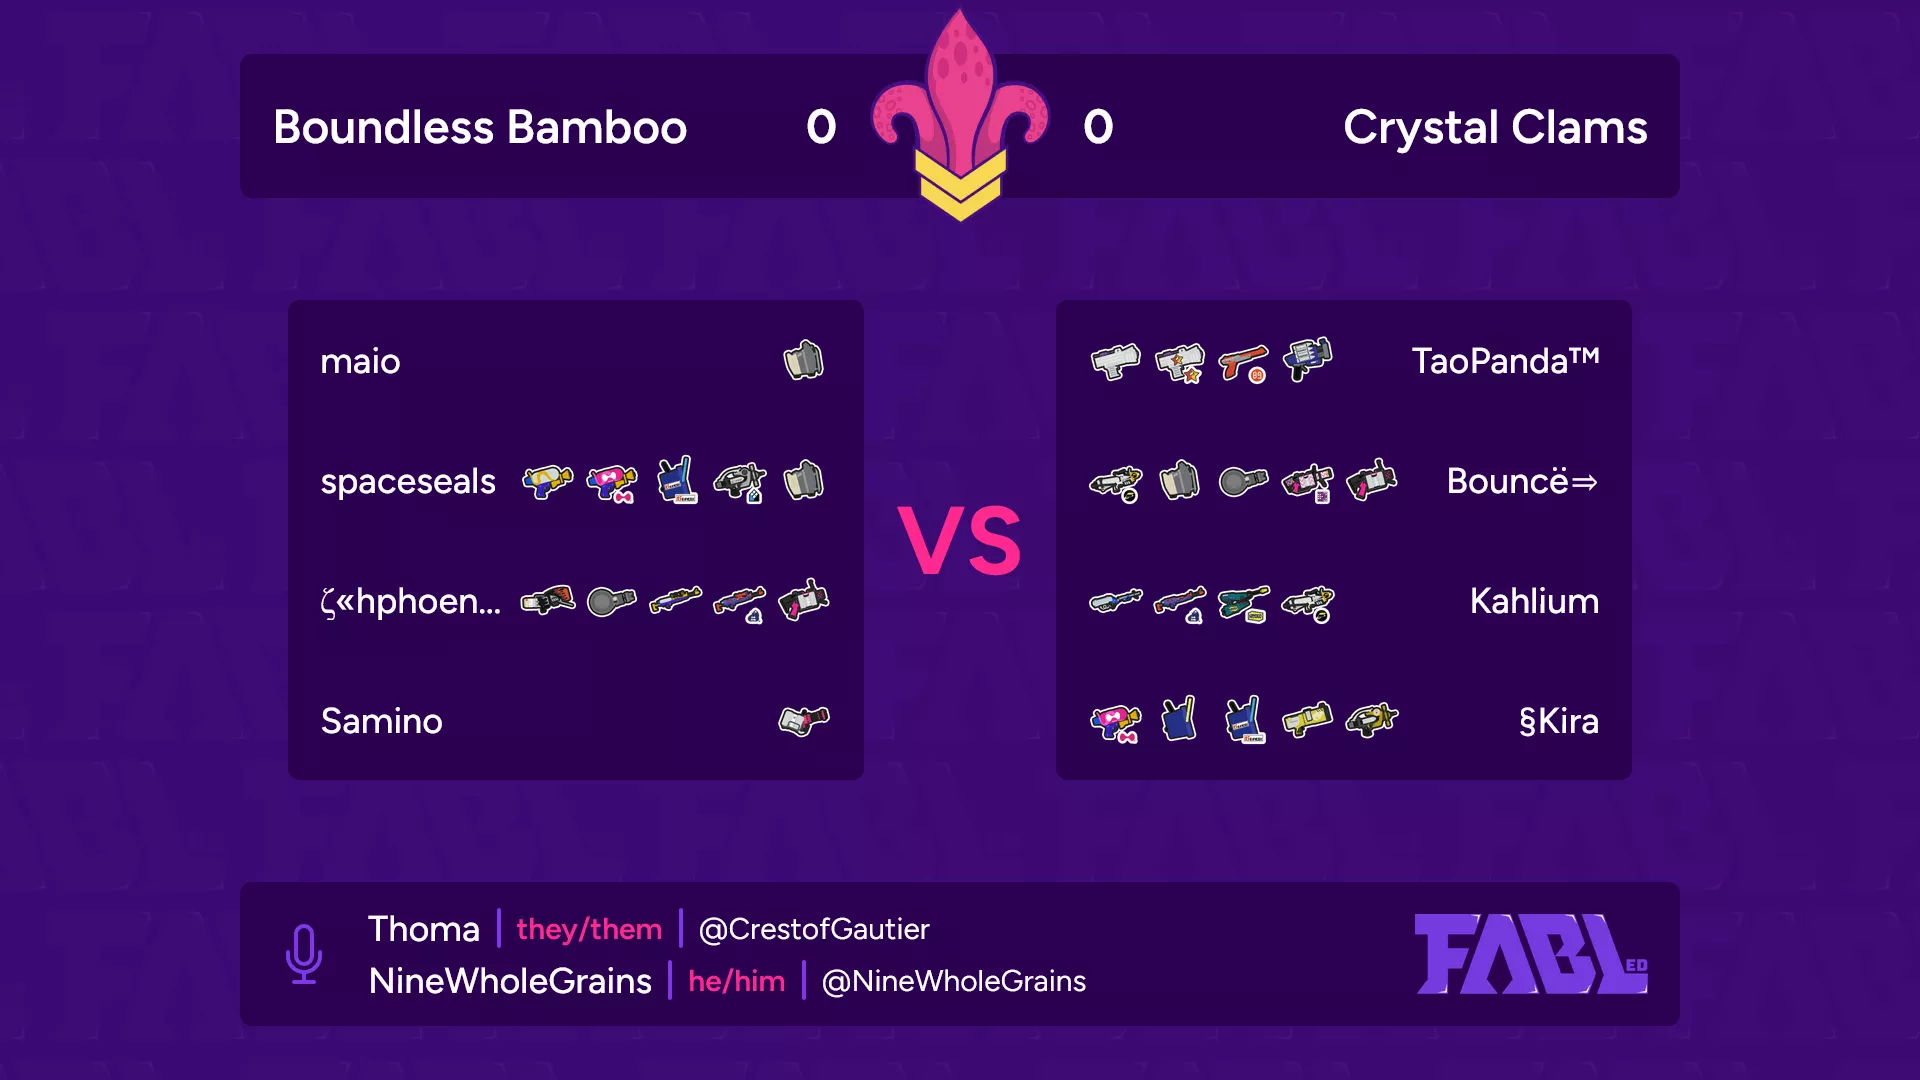 Boundless Bamboo 0 0 Crystal Clams
maio
spaceseals
ζ«hphoen...
Samino
VS
TaoPanda™
Bouncë⇒
Kahlium
§Kira
Thoma | they/them | @CrestofGautier
NineWholeGrains | he/him | @NineWholeGrains
FABL ED